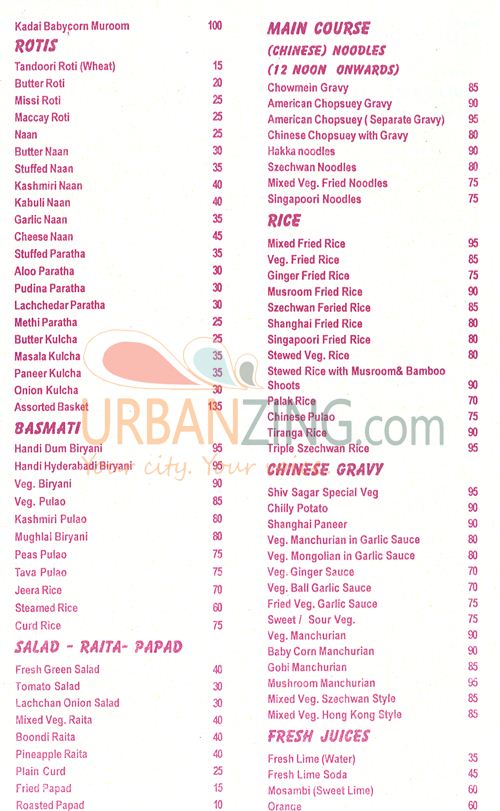 Kadai Babycorn Muroom 100
ROTIS
Tandoori Roti (Wheat) 15
Butter Roti 20
Missi Roti 25
Maccay Roti 25
Naan 25
Butter Naan 30
Stuffed Naan 35
Kashmiri Naan 40
Kabuli Naan 40
Garlic Naan 35
Cheese Naan 45
Stuffed Paratha 35
Aloo Paratha 30
Pudina Paratha 30
Lachchedar Paratha 30
Methi Paratha 25
Butter Kulcha 25
Masala Kulcha 35
Paneer Kulcha 35
Onion Kulcha 30
Assorted Basket 135
BASMATI
Handi Dum Biryani 95
Handi Hyderabadi Biryani 95
Veg. Biryani 90
Veg. Pulao 85
Kashmiri Pulao 80
Mughlai Biryani 80
Peas Pulao 75
Tava Pulao 75
Jeera Rice 70
Steamed Rice 60
Curd Rice 75
SALAD - RAITA- PAPAD
Fresh Green Salad 40
Tomato Salad 30
Lachchan Onion Salad 30
Mixed Veg. Raita 40
Boondi Raita 40
Pineapple Raita 40
Plain Curd 25
Fried Papad 15
Roasted Papad 10
MAIN COURSE
(CHINESE) NOODLES
(12 NOON ONWARDS)
Chowmein Gravy 85
American Chopsuey Gravy 90
American Chopsuey ( Separate Gravy) 95
Chinese Chopsuey with Gravy 80
Hakka noodles 90
Szechwan Noodles 80
Mixed Veg. Fried Noodles 75
Singapoori Noodles 75
RICE
Mixed Fried Rice 95
Veg. Fried Rice 85
Ginger Fried Rice 75
Musroom Fried Rice 90
Szechwan Feried Rice 85
Shanghai Fried Rice 80
Singapoori Fried Rice 80
Stewed Veg. Rice 80
Stewed Rice with Musroom& Bamboo
Shoots 90
Palak Rice 70
Chinese Pulao 75
Tiranga Rice 90
Triple Szechwan Rice 95
CHINESE GRAVY
Shiv Sagar Special Veg 95
Chilly Potato 90
Shanghai Paneer 90
Veg. Manchurian in Garlic Sauce 80
Veg. Mongolian in Garlic Sauce 80
Veg. Ginger Sauce 70
Veg. Ball Garlic Sauce 70
Fried Veg. Garlic Sauce 75
Sweet / Sour Veg. 75
Veg. Manchurian 90
Baby Corn Manchurian 90
Gobi Manchurian 85
Mushroom Manchurian 95
Mixed Veg. Szechwan Style 85
Mixed Veg. Hong Kong Style 85
FRESH JUICES
Fresh Lime (Water) 35
Fresh Lime Soda 45
Mosambi (Sweet Lime) 60
Orange 60
URBANZING.com
Your city. Your